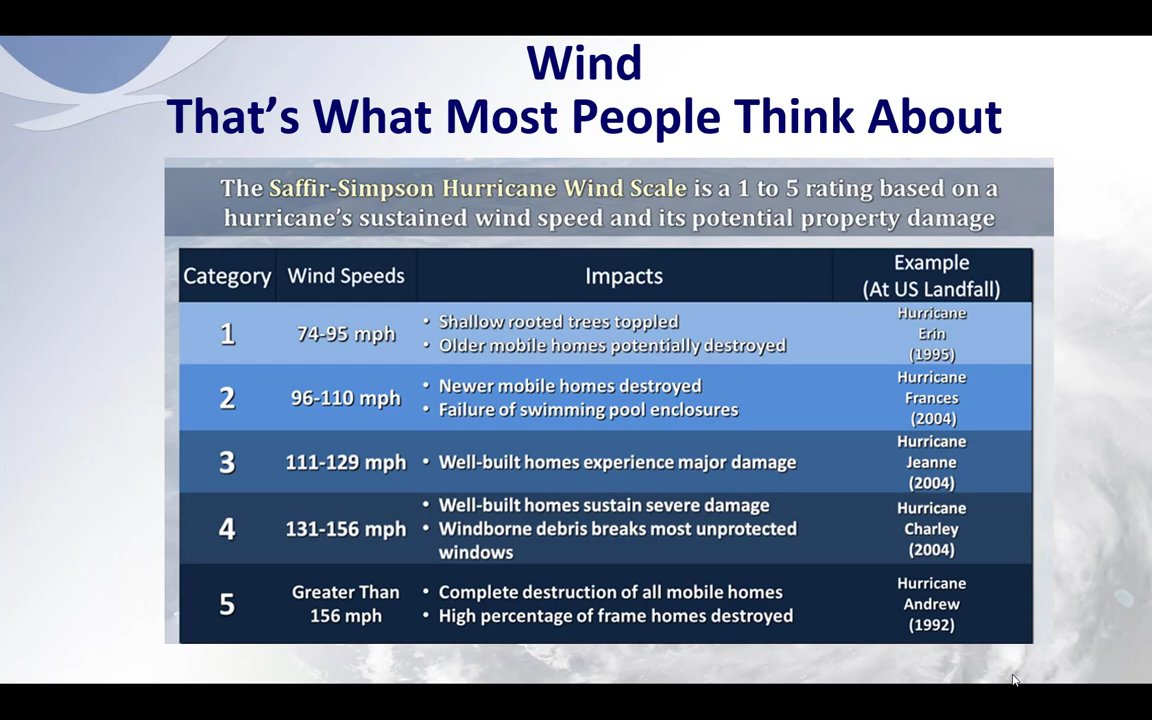 Wind
That’s What Most People Think About
The Saffir-Simpson Hurricane Wind Scale is a 1 to 5 rating based on a
hurricane’s sustained wind speed and its potential property damage
Category
Wind Speeds
Impacts
Example
(At US Landfall)
1
74-95 mph
• Shallow rooted trees toppled
• Older mobile homes potentially destroyed
Hurricane
Erin
(1995)
2
96-110 mph
• Newer mobile homes destroyed
• Failure of swimming pool enclosures
Hurricane
Frances
(2004)
3
111-129 mph
• Well-built homes experience major damage
Hurricane
Jeanne
(2004)
4
131-156 mph
• Well-built homes sustain severe damage
• Windborne debris breaks most unprotected
windows
Hurricane
Charley
(2004)
5
Greater Than
156 mph
• Complete destruction of all mobile homes
• High percentage of frame homes destroyed
Hurricane
Andrew
(1992)